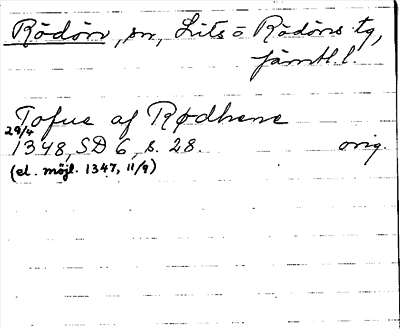 Rödön, sn, Lits o Rödöns tg,
Jämtl. l.
Tofue af Rødhene
29/4
1348, SD 6, s. 28. orig.
(el. möjl. 1347, 11/9)